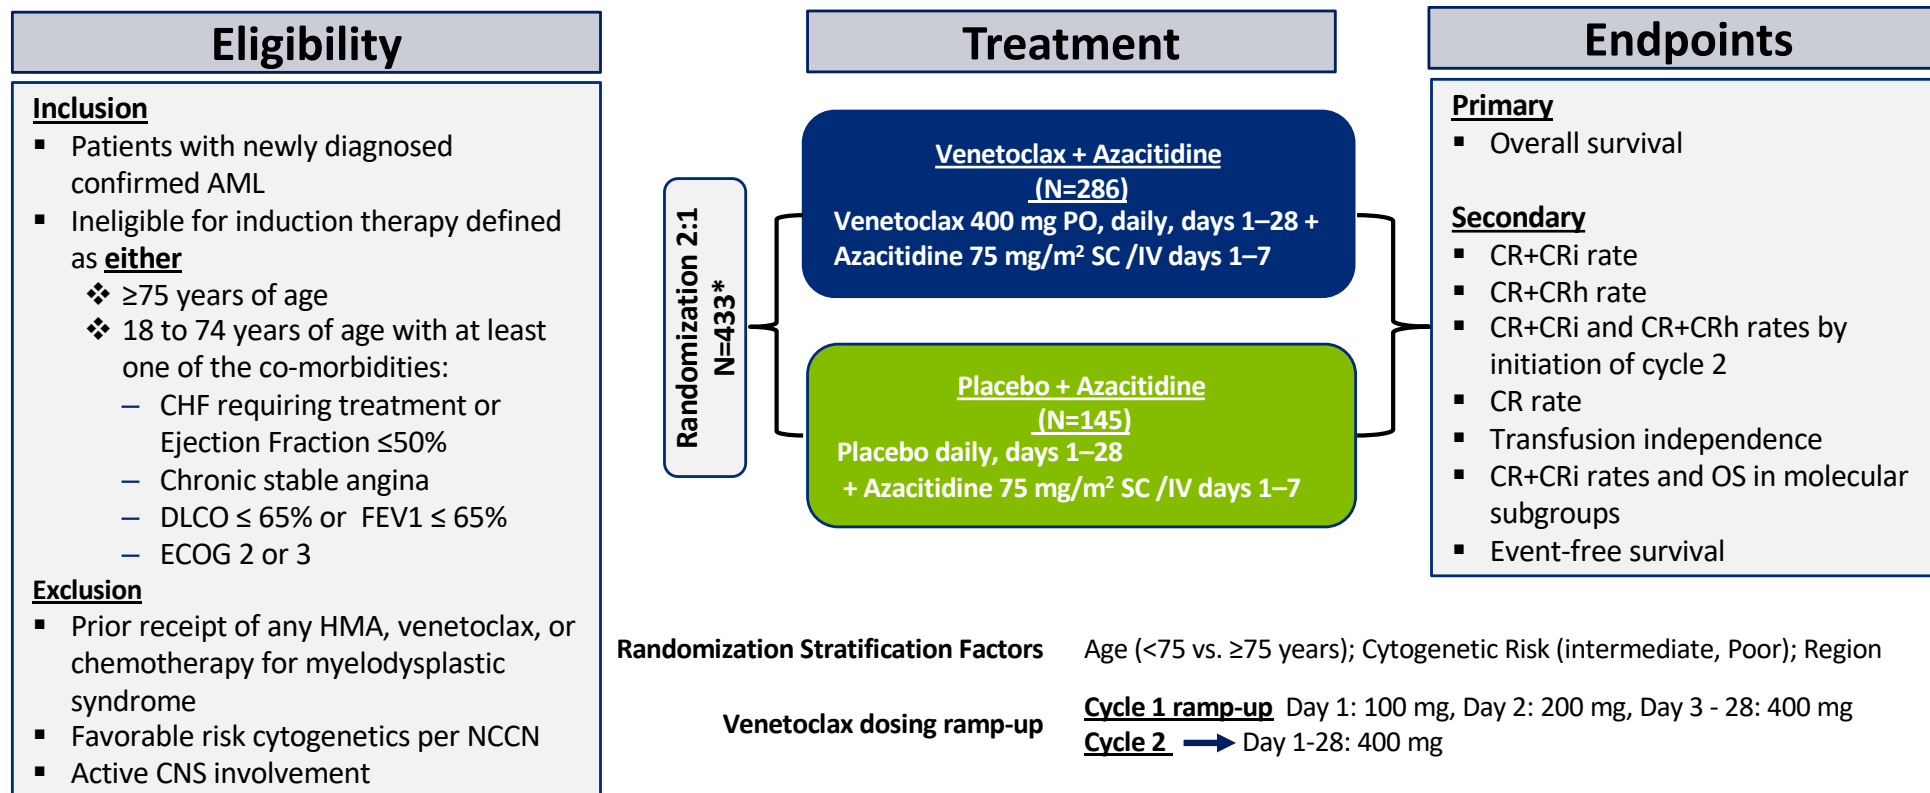 Eligibility
Inclusion
▪ Patients with newly diagnosed
confirmed AML
▪ Ineligible for induction therapy defined
as either
❖ ≥75 years of age
❖ 18 to 74 years of age with at least
one of the co-morbidities:
– CHF requiring treatment or
Ejection Fraction ≤50%
– Chronic stable angina
– DLCO ≤ 65% or FEV1 ≤ 65%
– ECOG 2 or 3
Exclusion
▪ Prior receipt of any HMA, venetoclax, or
chemotherapy for myelodysplastic
syndrome
▪ Favorable risk cytogenetics per NCCN
▪ Active CNS involvement
Treatment
Randomization 2:1
N=433*
Venetoclax + Azacitidine
(N=286)
Venetoclax 400 mg PO, daily, days 1–28 +
Azacitidine 75 mg/m² SC /IV days 1–7
Placebo + Azacitidine
(N=145)
Placebo daily, days 1–28
+ Azacitidine 75 mg/m² SC /IV days 1–7
Endpoints
Primary
▪ Overall survival
Secondary
▪ CR+CRi rate
▪ CR+CRh rate
▪ CR+CRi and CR+CRh rates by
initiation of cycle 2
▪ CR rate
▪ Transfusion independence
▪ CR+CRi rates and OS in molecular
subgroups
▪ Event-free survival
Randomization Stratification Factors Age (<75 vs. ≥75 years); Cytogenetic Risk (intermediate, Poor); Region
Venetoclax dosing ramp-up
Cycle 1 ramp-up Day 1: 100 mg, Day 2: 200 mg, Day 3 - 28: 400 mg
Cycle 2 → Day 1-28: 400 mg